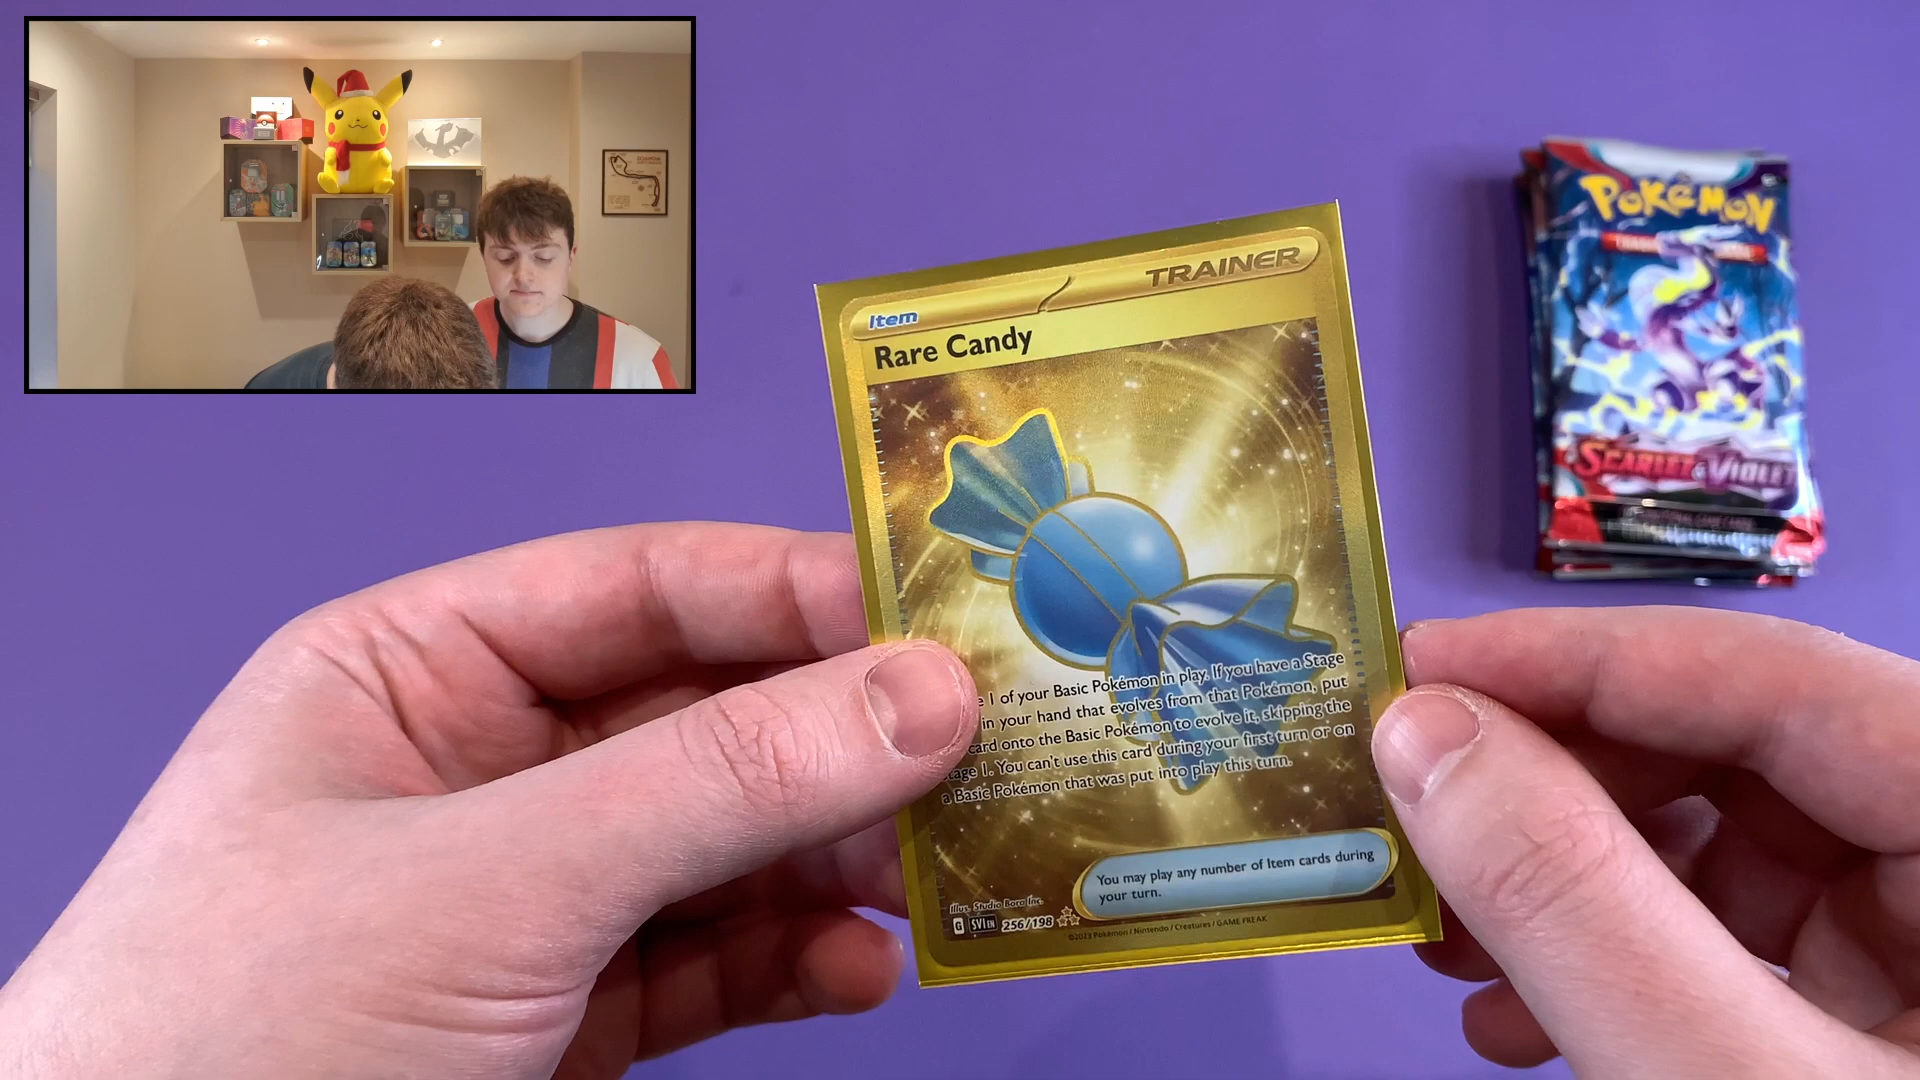 TRAINER
Item
Rare Candy
1 of your Basic Pokémon in play. If you have a Stage
in your hand that evolves from that Pokémon, put
card onto the Basic Pokémon to evolve it, skipping the
tage 1. You can't use this card during your first turn or on
a Basic Pokémon that was put into play this turn.
You may play any number of Item cards during
your turn.
Illus. Studio Bora Inc.
G SVI EN 256/198
©2023 Pokémon / Nintendo / Creatures / GAME FREAK
POKÉMON
SCARLET & VIOLET